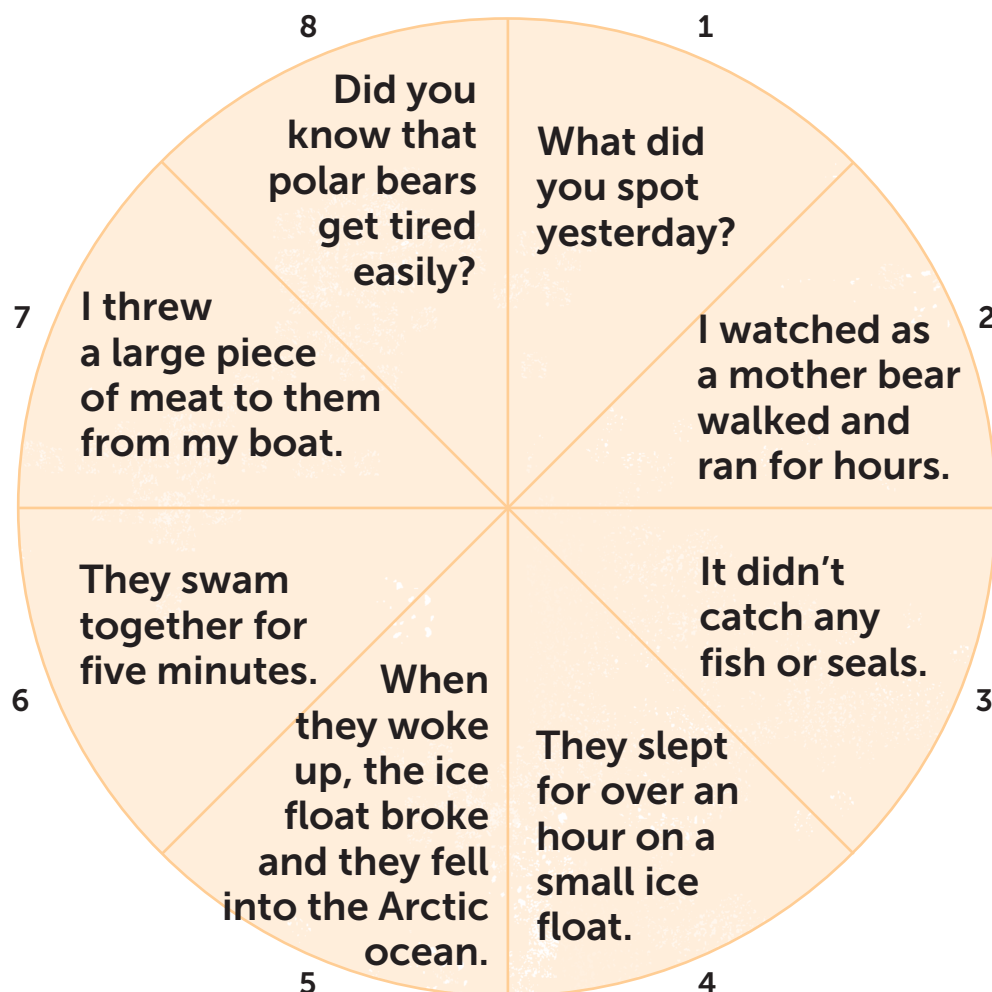 8
Did you
know that
polar bears
get tired
easily?
1
What did
you spot
yesterday?
2
I watched as
a mother bear
walked and
ran for hours.
3
It didn’t
catch any
fish or seals.
4
They slept
for over an
hour on a
small ice
float.
5
When
they woke
up, the ice
float broke
and they fell
into the Arctic
ocean.
6
They swam
together for
five minutes.
7
I threw
a large piece
of meat to them
from my boat.